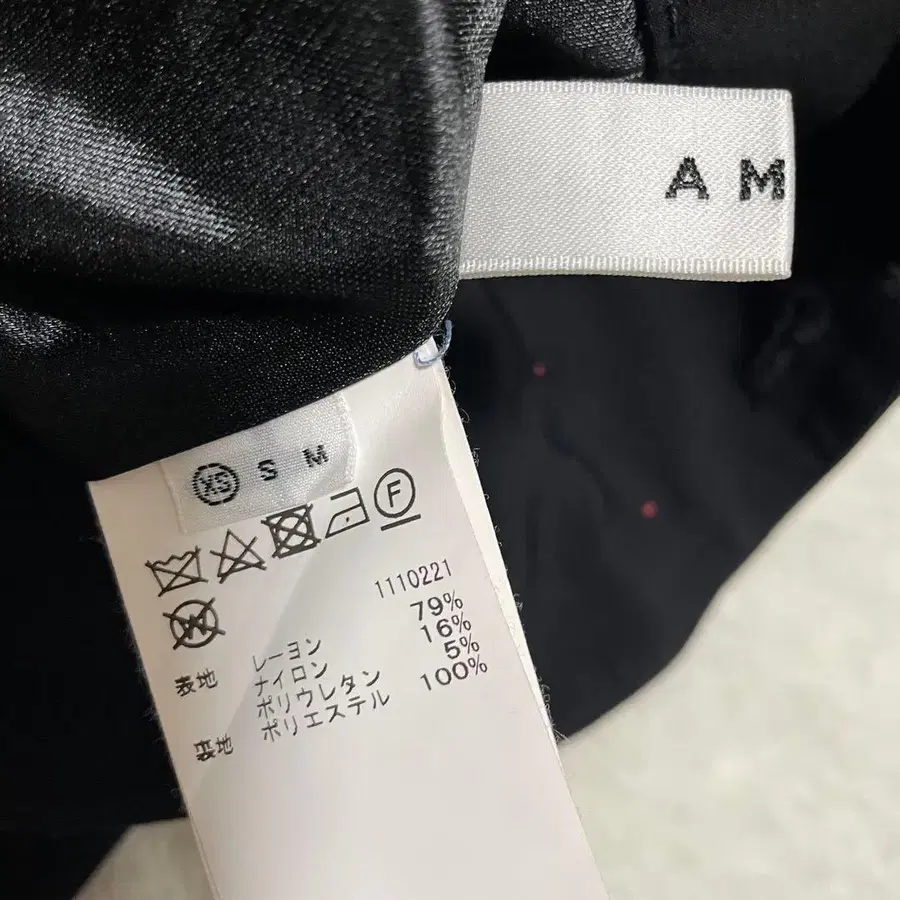 A M
XS S M
F
W
1110221
表地 レーヨン 79%
ナイロン 16%
ポリウレタン 5%
裏地 ポリエステル 100%